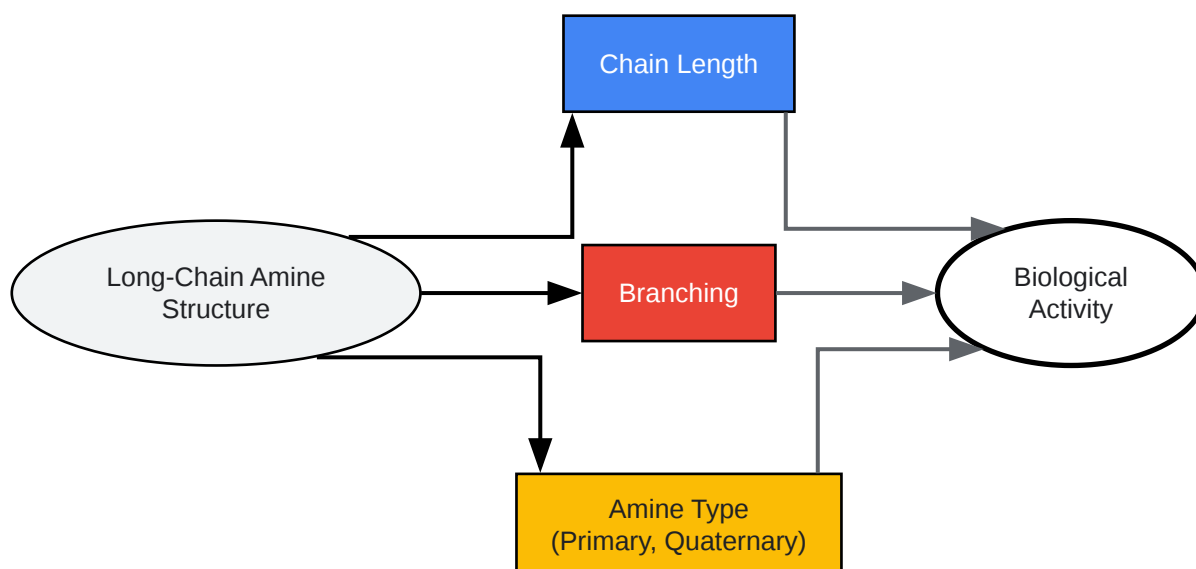 Chain Length
Long-Chain Amine
Structure
Branching
Biological
Activity
Amine Type
(Primary, Quaternary)